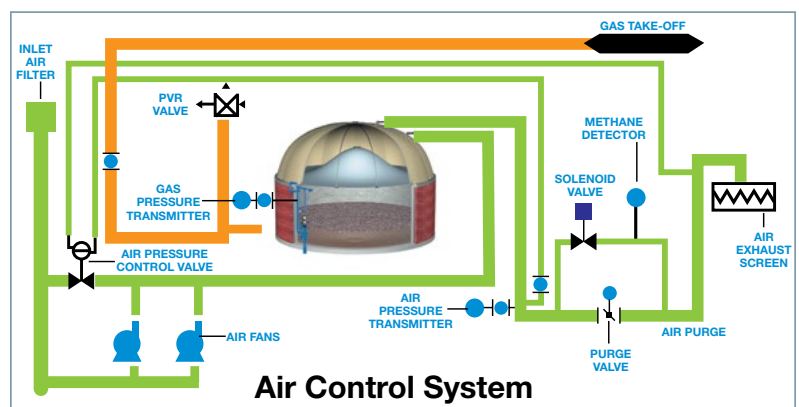 GAS TAKE-OFF
INLET
AIR
FILTER
PVR
VALVE
METHANE
DETECTOR
SOLENOID
VALVE
GAS
PRESSURE
TRANSMITTER
AIR PRESSURE
CONTROL VALVE
AIR
EXHAUST
SCREEN
AIR
PRESSURE
TRANSMITTER
AIR FANS
AIR PURGE
PURGE
VALVE
Air Control System